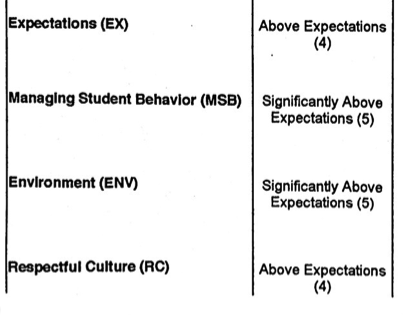 Expectations (EX)
Above Expectations
(4)
Managing Student Behavior (MSB)
Significantly Above
Expectations (5)
Environment (ENV)
Significantly Above
Expectations (5)
Respectful Culture (RC)
Above Expectations
(4)